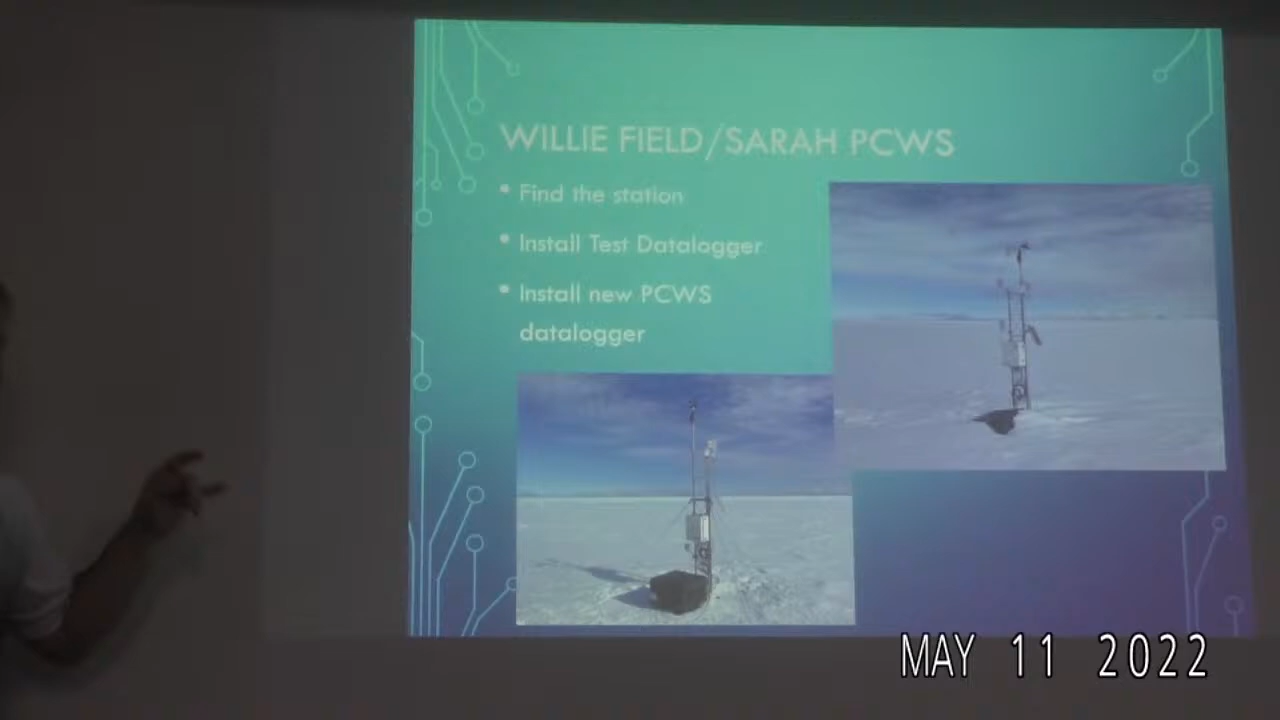 WILLIE FIELD/SARAH PCWS
• Find the station
• Install Test Datalogger
• Install new PCWS
datalogger
MAY 11 2022